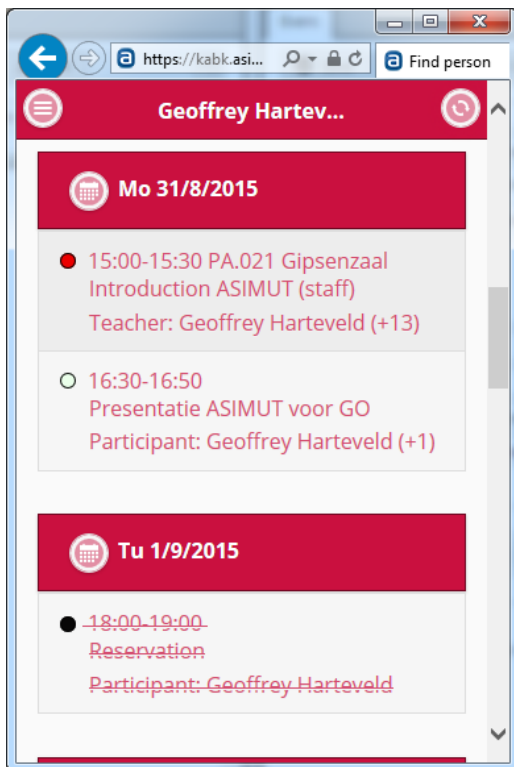 https://kabk.asi...
Find person
Geoffrey Hartev...
Mo 31/8/2015
15:00-15:30 PA.021 Gipsenzaal
Introduction ASIMUT (staff)
Teacher: Geoffrey Harteveld (+13)
16:30-16:50
Presentatie ASIMUT voor GO
Participant: Geoffrey Harteveld (+1)
Tu 1/9/2015
18:00-19:00
Reservation
Participant: Geoffrey Harteveld